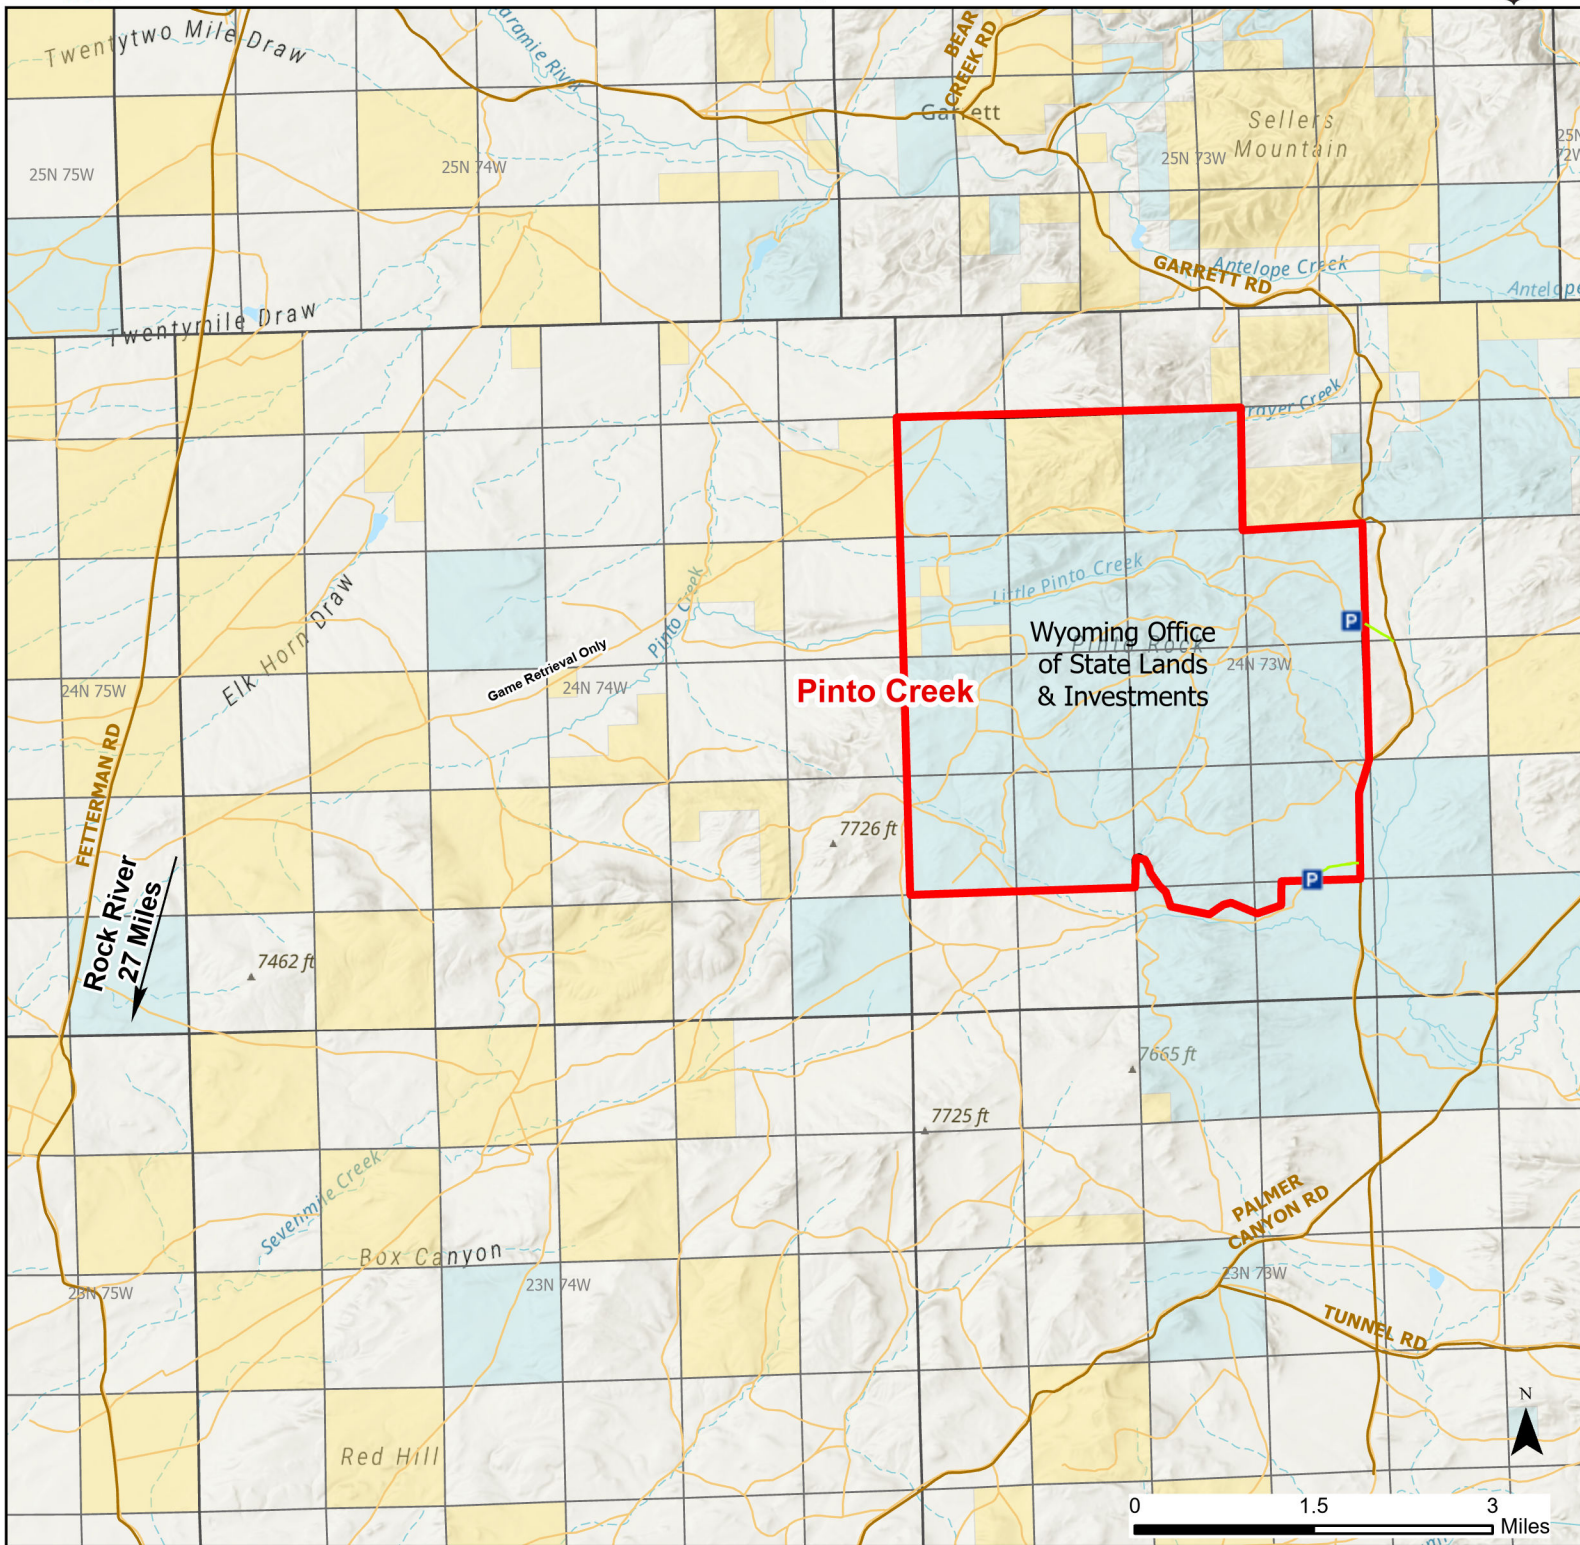 Twentytwo Mile Draw
BEAR
CREEK RD
Garrett
Sellers
Mountain
25N 75W
25N 74W
25N 73W
25N
72W
GARRETT RD
Antelope Creek
Antelope
Twentymile Draw
Little Pinto Creek
Pinto Creek
Elk Horn Draw
Game Retrieval Only
Wyoming Office
of State Lands
& Investments
Pinto Rock
P
24N 75W
24N 74W
24N 73W
Pinto Creek
FETTERMAN RD
7726 ft
P
Rock River
27 Miles
7462 ft
7665 ft
7725 ft
Sevenmile Creek
Box Canyon
PALMER
CANYON RD
23N 75W
23N 74W
23N 73W
TUNNEL RD
Red Hill
N
0 1.5 3
Miles